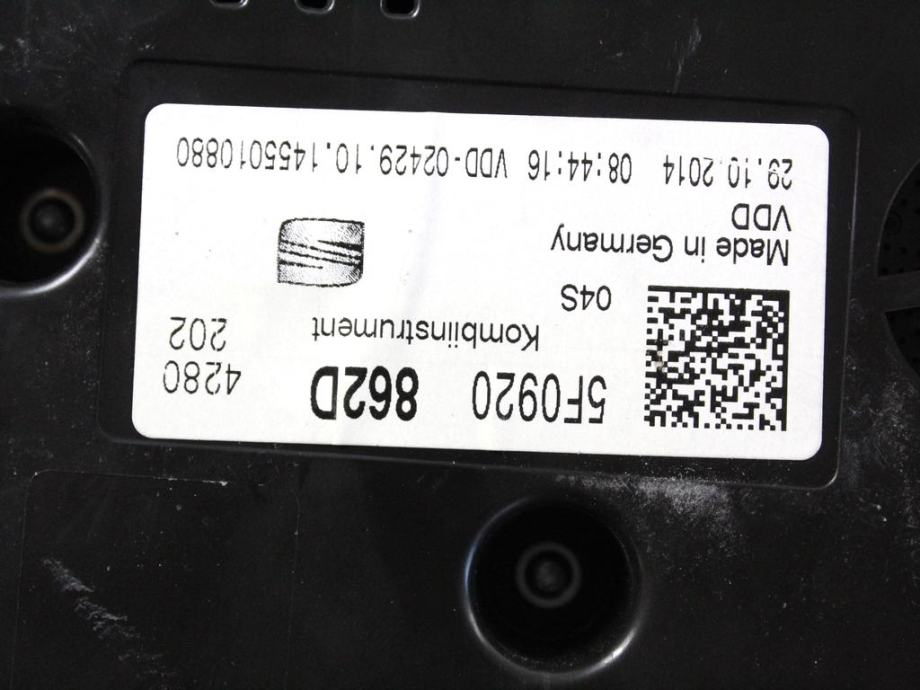 5F0920 862D 4280
Kombiinstrument 202
04S
Made in Germany
VDD
29.10.2014 08:44:16 VDD-02429.10.1455010880